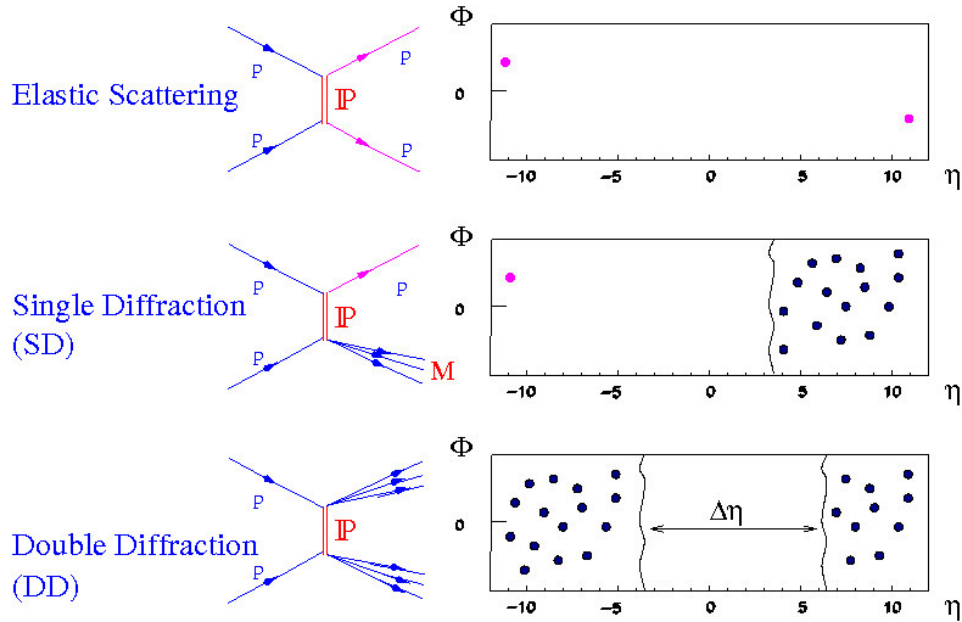 Elastic Scattering
P
P
P
P
ℙ
Φ
0
−10 −5 0 5 10 η
Single Diffraction
(SD)
P
P
P
ℙ
M
Φ
0
−10 −5 0 5 10 η
Double Diffraction
(DD)
P
P
ℙ
Φ
0
Δη
−10 −5 0 5 10 η